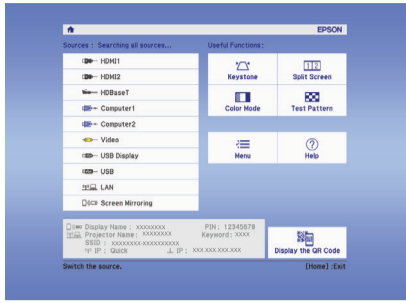 EPSON
Sources : Searching all sources...
Useful Functions:
HDMI1
HDMI2
HDBaseT
Computer1
Computer2
Video
USB Display
USB
LAN
Screen Mirroring
Keystone
1 2
Split Screen
Color Mode
Test Pattern
Menu
?
Help
Display Name : xxxxxxxx
PIN: 12345678
Projector Name: XXXXXXXX
Keyword: XXXX
SSID : xxxxxxxx-xxxxxxxxxx
IP : Quick
IP : XXX.XXX.XXX.XXX
Display the QR Code
Switch the source.
[Home] :Exit